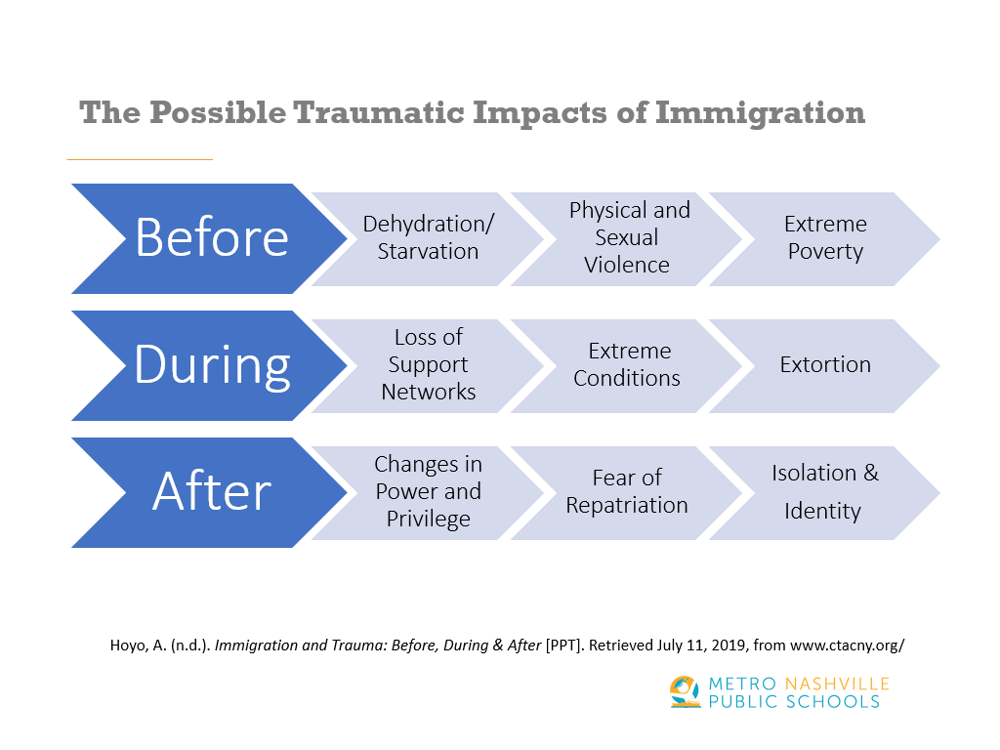 The Possible Traumatic Impacts of Immigration
Before
Dehydration/
Starvation
Physical and
Sexual
Violence
Extreme
Poverty
During
Loss of
Support
Networks
Extreme
Conditions
Extortion
After
Changes in
Power and
Privilege
Fear of
Repatriation
Isolation &
Identity
Hoyo, A. (n.d.). Immigration and Trauma: Before, During & After [PPT]. Retrieved July 11, 2019, from www.ctacny.org/
METRO NASHVILLE
PUBLIC SCHOOLS